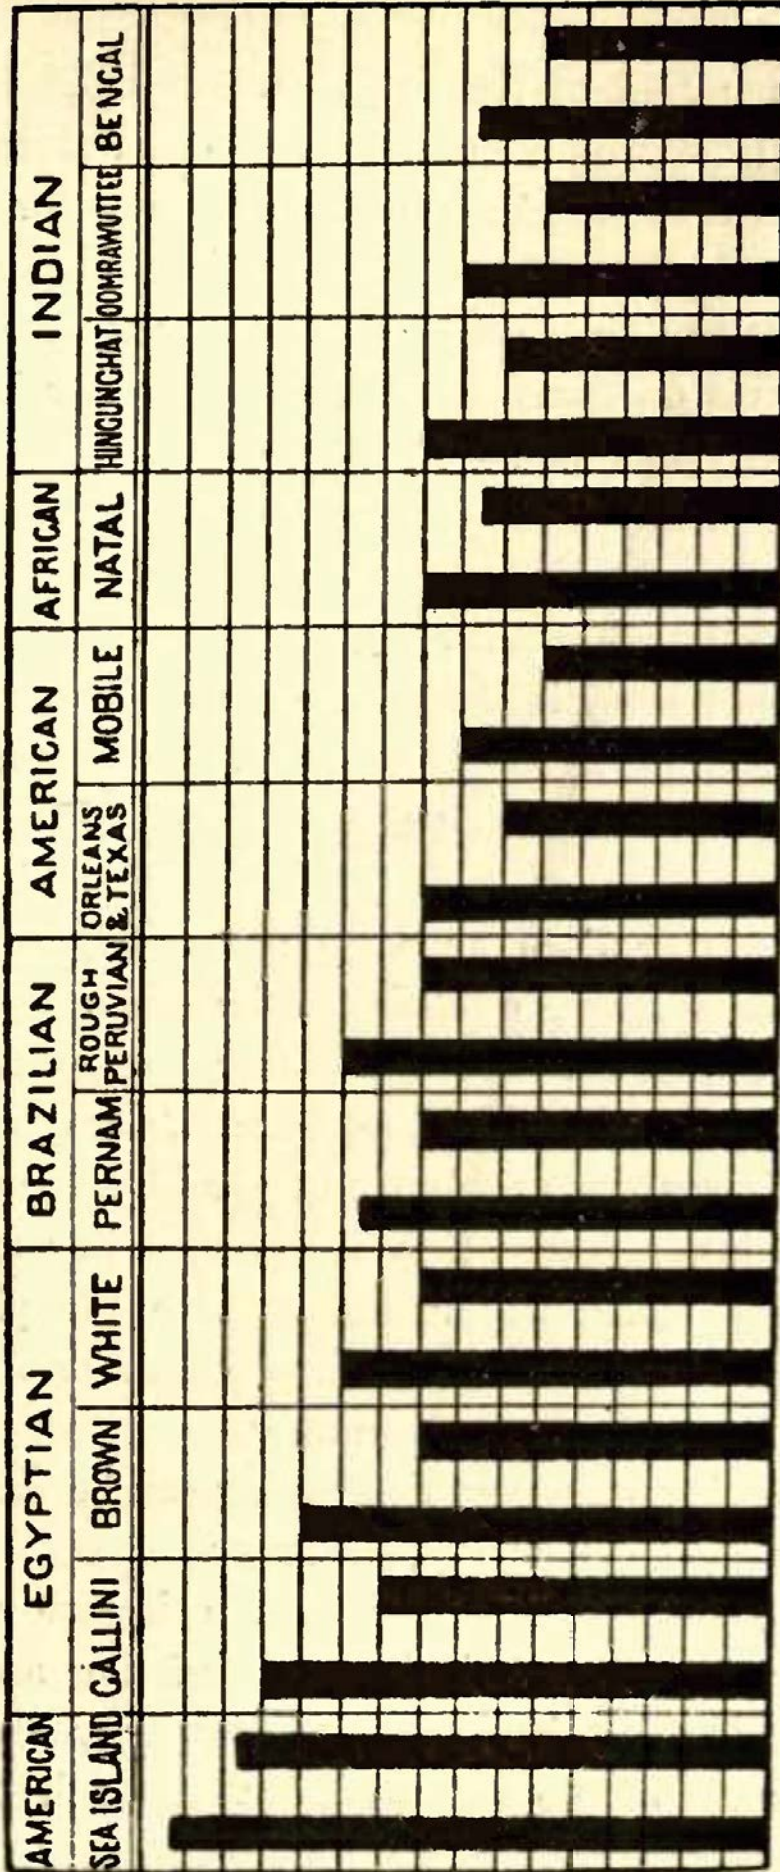 AMERICAN
EGYPTIAN
BRAZILIAN
AMERICAN
AFRICAN
INDIAN
SEA ISLAND
GALLINI
BROWN
WHITE
PERNAM
ROUGH
PERUVIAN
ORLEANS
& TEXAS
MOBILE
NATAL
HINGUNGHAT
OOMRAWUTTEE
BENGAL